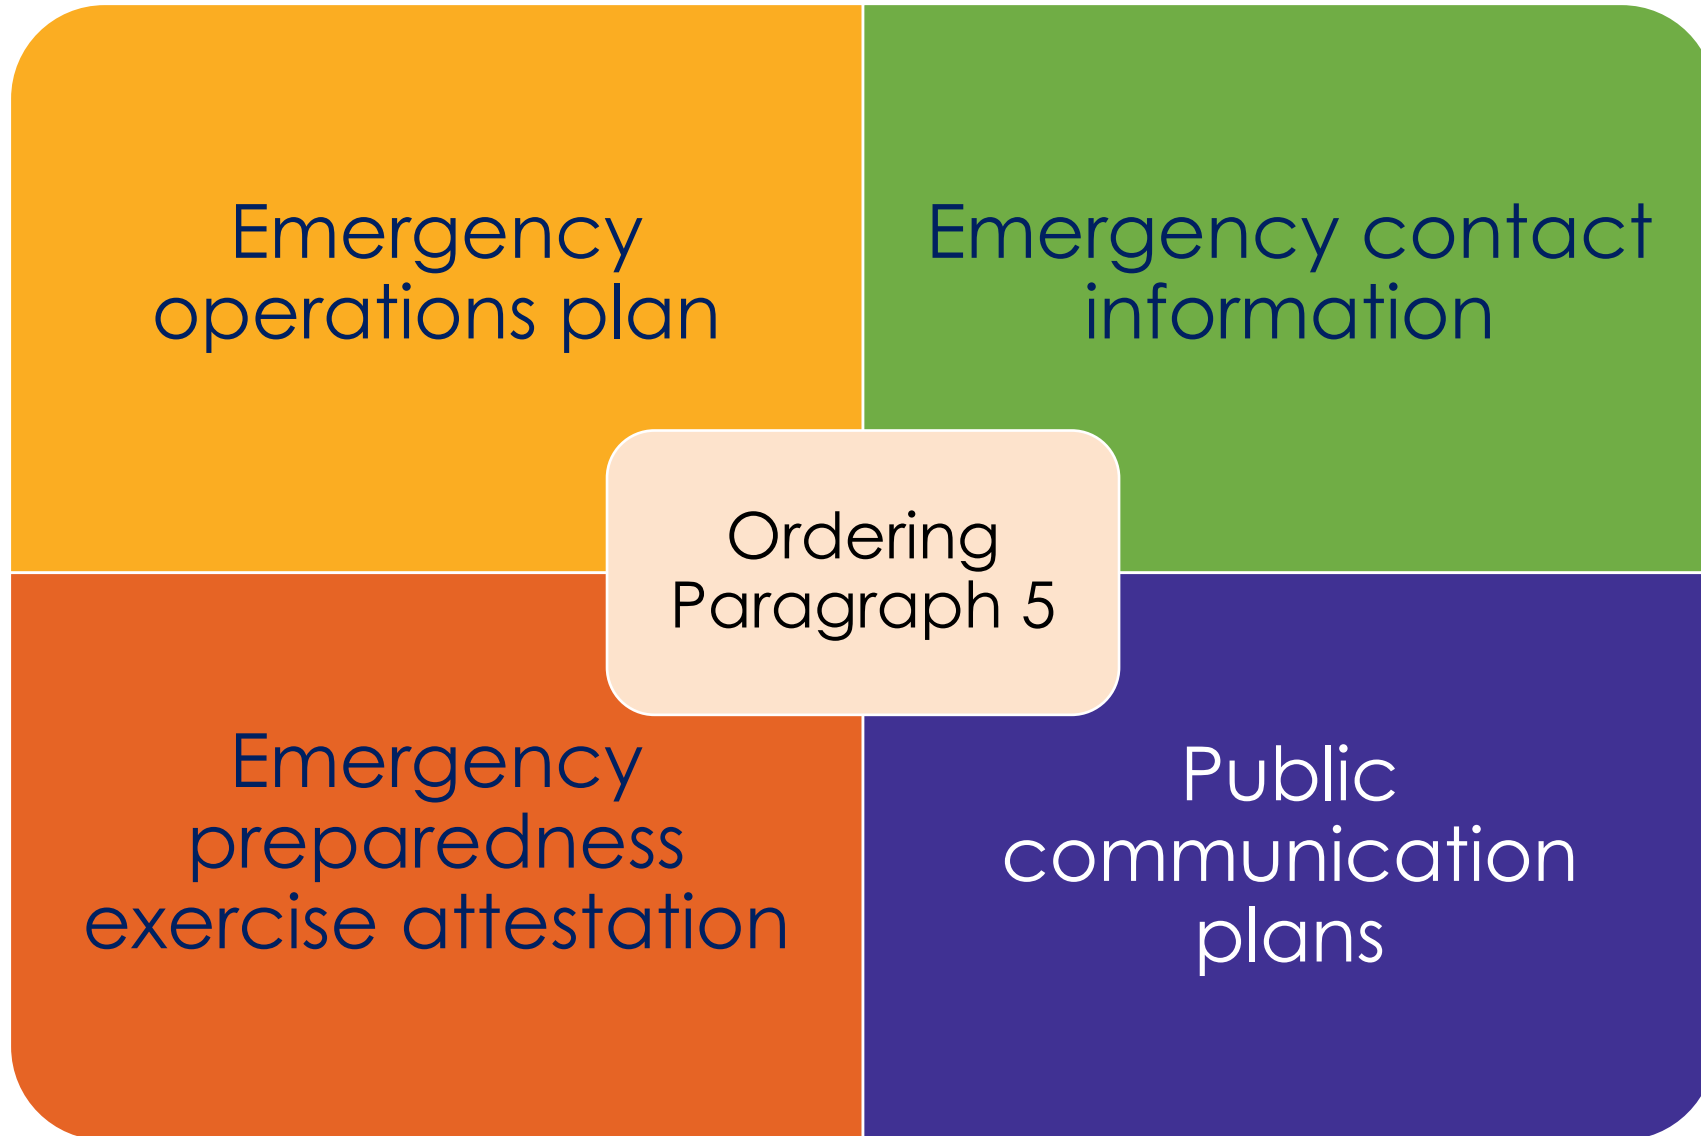 Emergency
operations plan
Emergency contact
information
Ordering
Paragraph 5
Emergency
preparedness
exercise attestation
Public
communication
plans